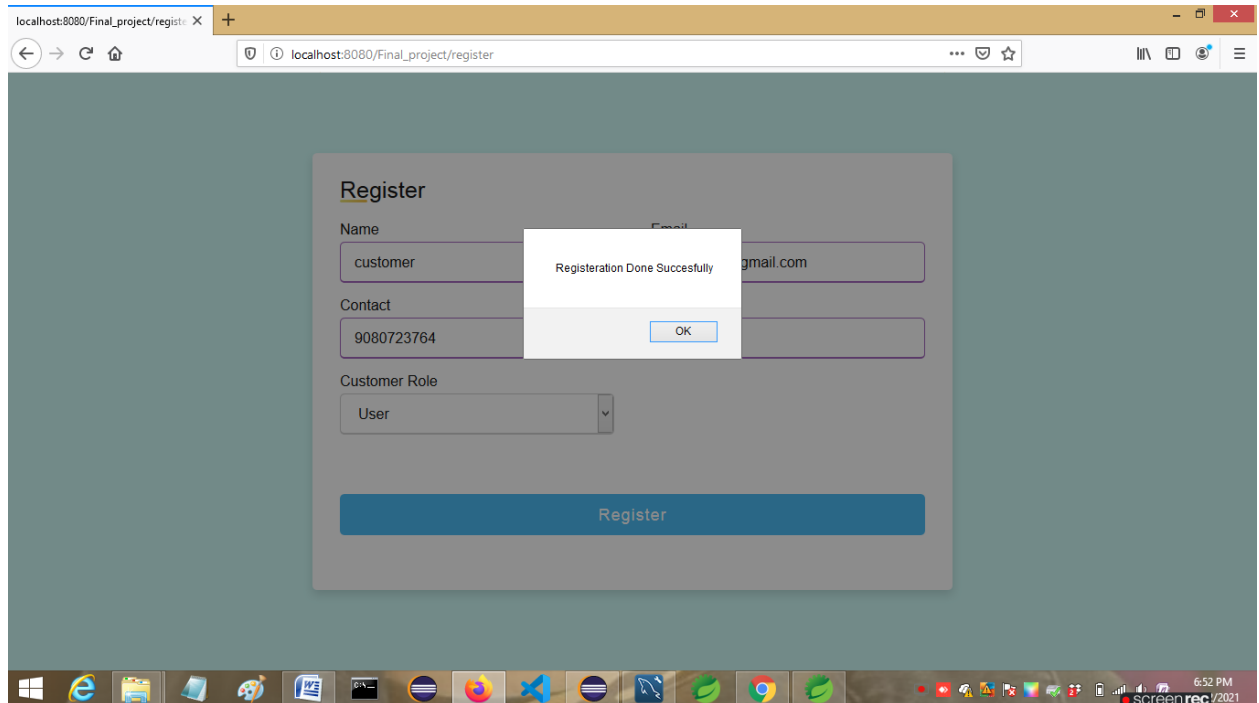 localhost:8080/Final_project/registe
localhost:8080/Final_project/register
Register
Name
Email
customer
gmail.com
Registeration Done Succesfully
Contact
9080723764
OK
Customer Role
User
Register
6:52 PM
/2021
screenrec